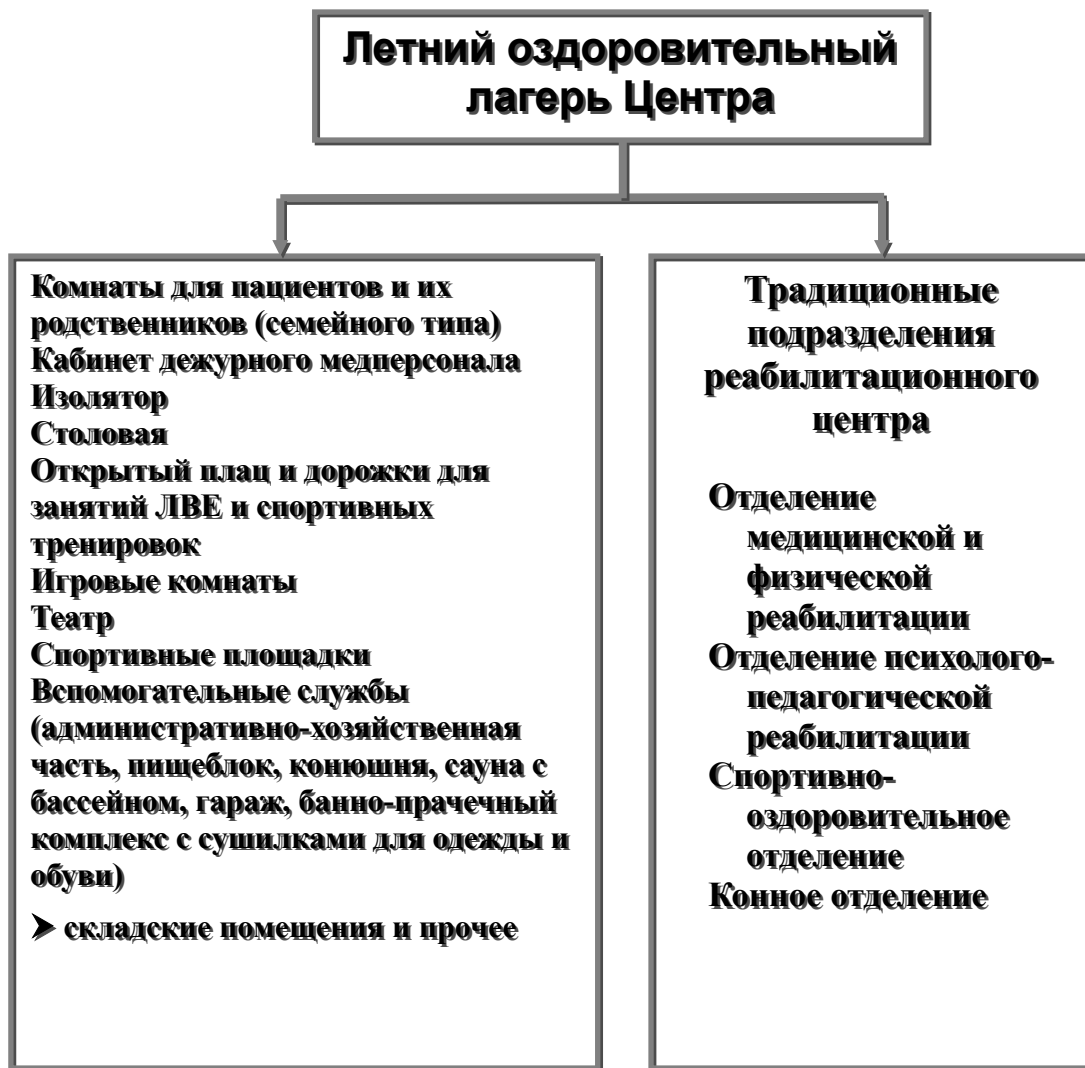 Летний оздоровительный
лагерь Центра
Комнаты для пациентов и их
родственников (семейного типа)
Кабинет дежурного медперсонала
Изолятор
Столовая
Открытый плац и дорожки для
занятий ЛВЕ и спортивных
тренировок
Игровые комнаты
Театр
Спортивные площадки
Вспомогательные службы
(административно-хозяйственная
часть, пищеблок, конюшня, сауна с
бассейном, гараж, банно-прачечный
комплекс с сушилками для одежды и
обуви)
➤ складские помещения и прочее
Традиционные
подразделения
реабилитационного
центра
Отделение
медицинской и
физической
реабилитации
Отделение психолого-
педагогической
реабилитации
Спортивно-
оздоровительное
отделение
Конное отделение